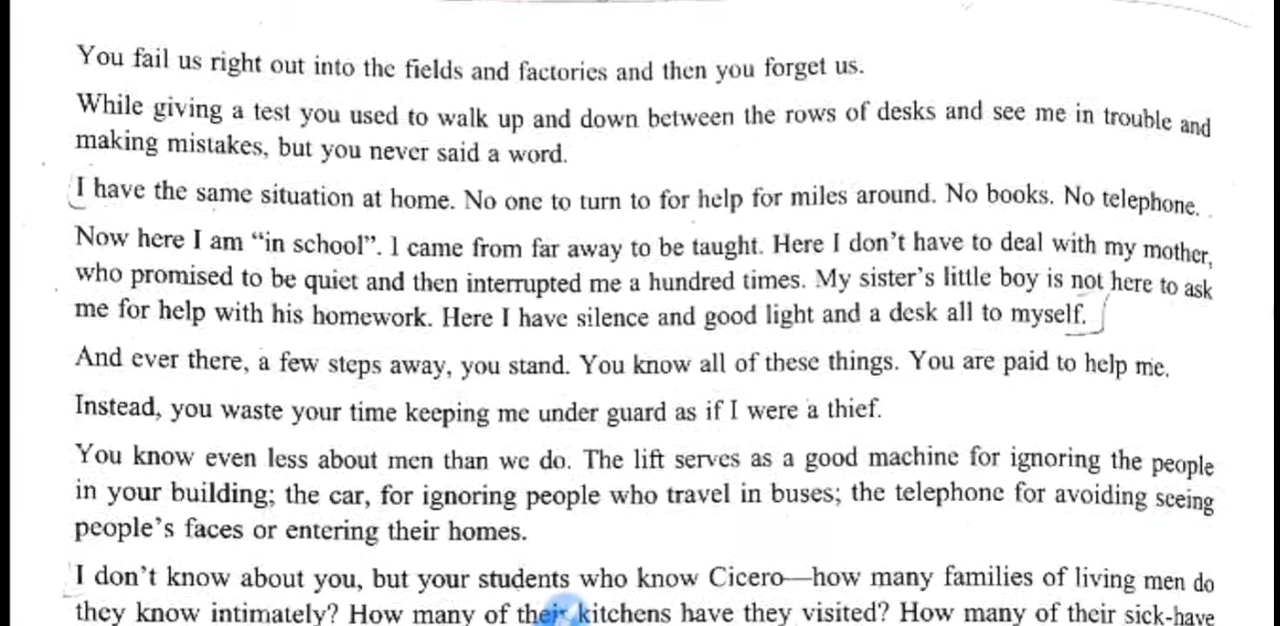 You fail us right out into the fields and factories and then you forget us.
While giving a test you used to walk up and down between the rows of desks and see me in trouble and
making mistakes, but you never said a word.
I have the same situation at home. No one to turn to for help for miles around. No books. No telephone.
Now here I am “in school”. I came from far away to be taught. Here I don’t have to deal with my mother,
who promised to be quiet and then interrupted me a hundred times. My sister’s little boy is not here to ask
me for help with his homework. Here I have silence and good light and a desk all to myself.
And ever there, a few steps away, you stand. You know all of these things. You are paid to help me.
Instead, you waste your time keeping me under guard as if I were a thief.
You know even less about men than we do. The lift serves as a good machine for ignoring the people
in your building; the car, for ignoring people who travel in buses; the telephone for avoiding seeing
people’s faces or entering their homes.
I don’t know about you, but your students who know Cicero—how many families of living men do
they know intimately? How many of their kitchens have they visited? How many of their sick-have